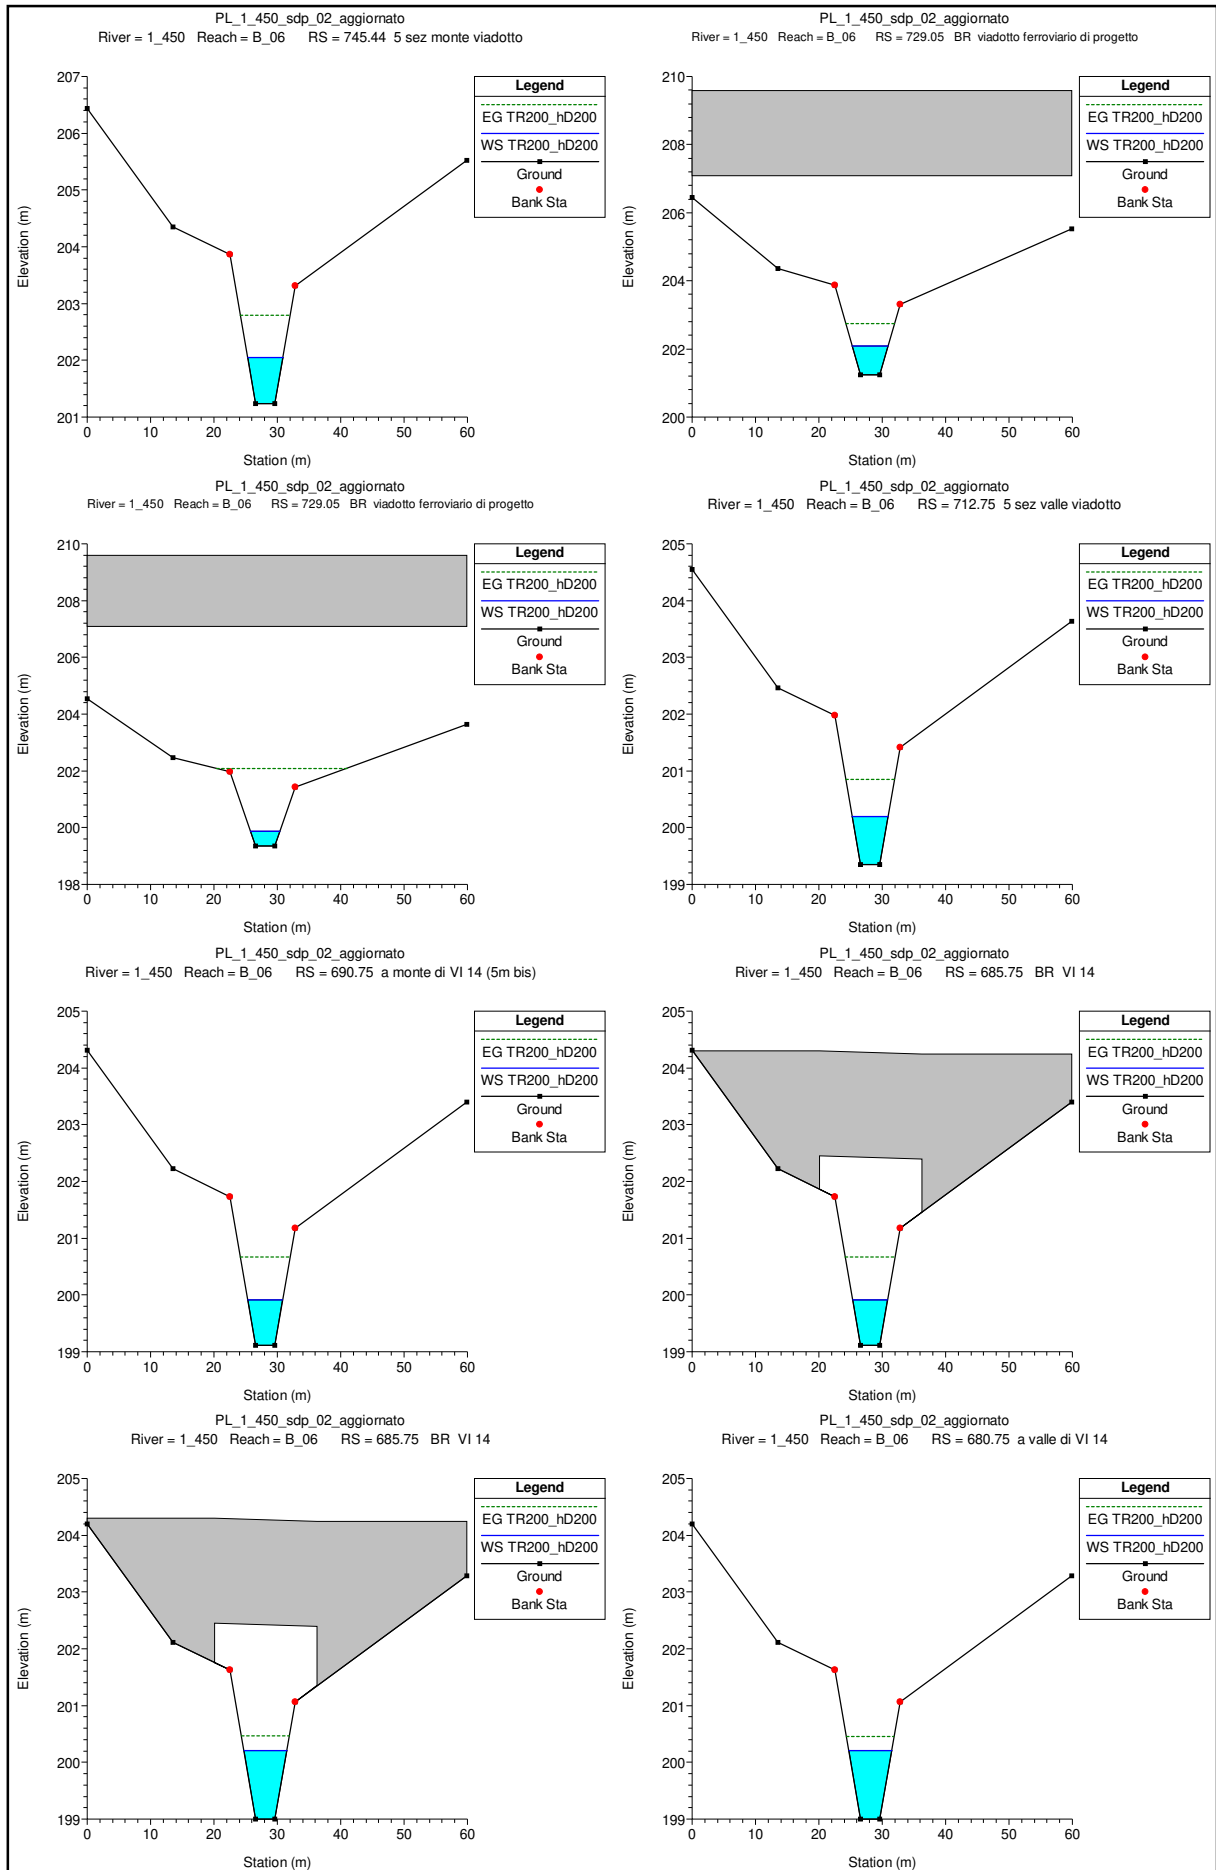 PL_1_450_sdp_02_aggiornato
River = 1_450 Reach = B_06 RS = 745.44 5 sez monte viadotto
Elevation (m)
207
206
205
204
203
202
201
0 10 20 30 40 50 60
Station (m)
Legend
EG TR200_hD200
WS TR200_hD200
Ground
Bank Sta
PL_1_450_sdp_02_aggiornato
River = 1_450 Reach = B_06 RS = 729.05 BR viadotto ferroviario di progetto
Elevation (m)
210
208
206
204
202
200
0 10 20 30 40 50 60
Station (m)
Legend
EG TR200_hD200
WS TR200_hD200
Ground
Bank Sta
PL_1_450_sdp_02_aggiornato
River = 1_450 Reach = B_06 RS = 729.05 BR viadotto ferroviario di progetto
Elevation (m)
210
208
206
204
202
200
198
0 10 20 30 40 50 60
Station (m)
Legend
EG TR200_hD200
WS TR200_hD200
Ground
Bank Sta
PL_1_450_sdp_02_aggiornato
River = 1_450 Reach = B_06 RS = 712.75 5 sez valle viadotto
Elevation (m)
205
204
203
202
201
200
199
0 10 20 30 40 50 60
Station (m)
Legend
EG TR200_hD200
WS TR200_hD200
Ground
Bank Sta
PL_1_450_sdp_02_aggiornato
River = 1_450 Reach = B_06 RS = 690.75 a monte di VI 14 (5m bis)
Elevation (m)
205
204
203
202
201
200
199
0 10 20 30 40 50 60
Station (m)
Legend
EG TR200_hD200
WS TR200_hD200
Ground
Bank Sta
PL_1_450_sdp_02_aggiornato
River = 1_450 Reach = B_06 RS = 685.75 BR VI 14
Elevation (m)
205
204
203
202
201
200
199
0 10 20 30 40 50 60
Station (m)
Legend
EG TR200_hD200
WS TR200_hD200
Ground
Bank Sta
PL_1_450_sdp_02_aggiornato
River = 1_450 Reach = B_06 RS = 685.75 BR VI 14
Elevation (m)
205
204
203
202
201
200
199
0 10 20 30 40 50 60
Station (m)
Legend
EG TR200_hD200
WS TR200_hD200
Ground
Bank Sta
PL_1_450_sdp_02_aggiornato
River = 1_450 Reach = B_06 RS = 680.75 a valle di VI 14
Elevation (m)
205
204
203
202
201
200
199
0 10 20 30 40 50 60
Station (m)
Legend
EG TR200_hD200
WS TR200_hD200
Ground
Bank Sta